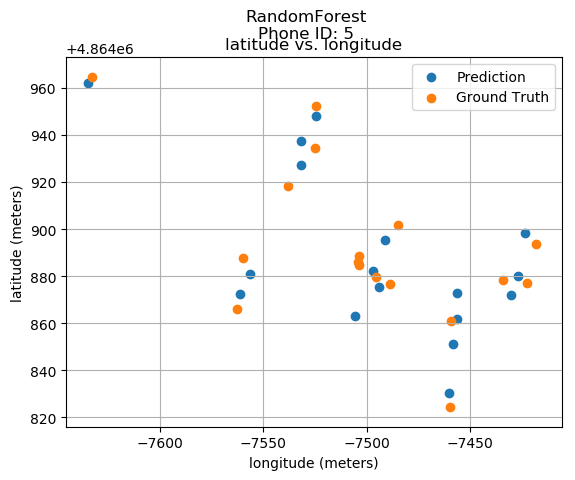 RandomForest
Phone ID: 5
latitude vs. longitude
+4.864e6
Prediction
Ground Truth
960
940
920
900
880
860
840
820
latitude (meters)
−7600
−7550
−7500
−7450
longitude (meters)